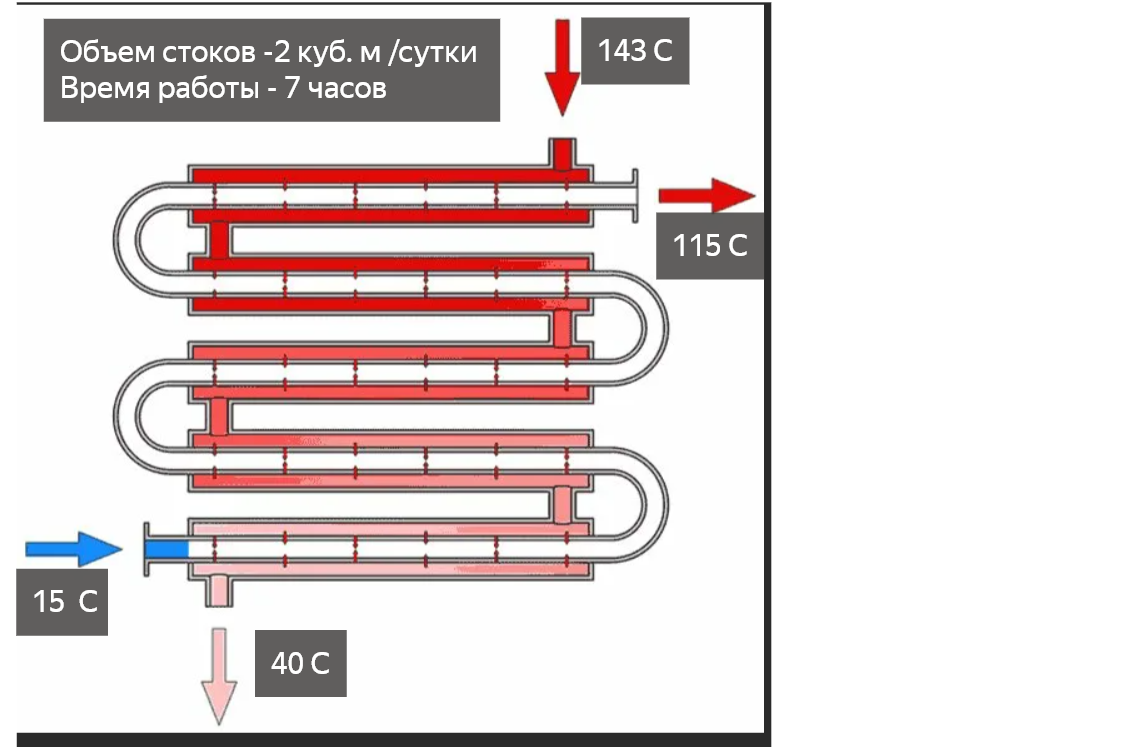 Объем стоков -2 куб. м /сутки
Время работы - 7 часов
143 С
115 С
15 С
40 С